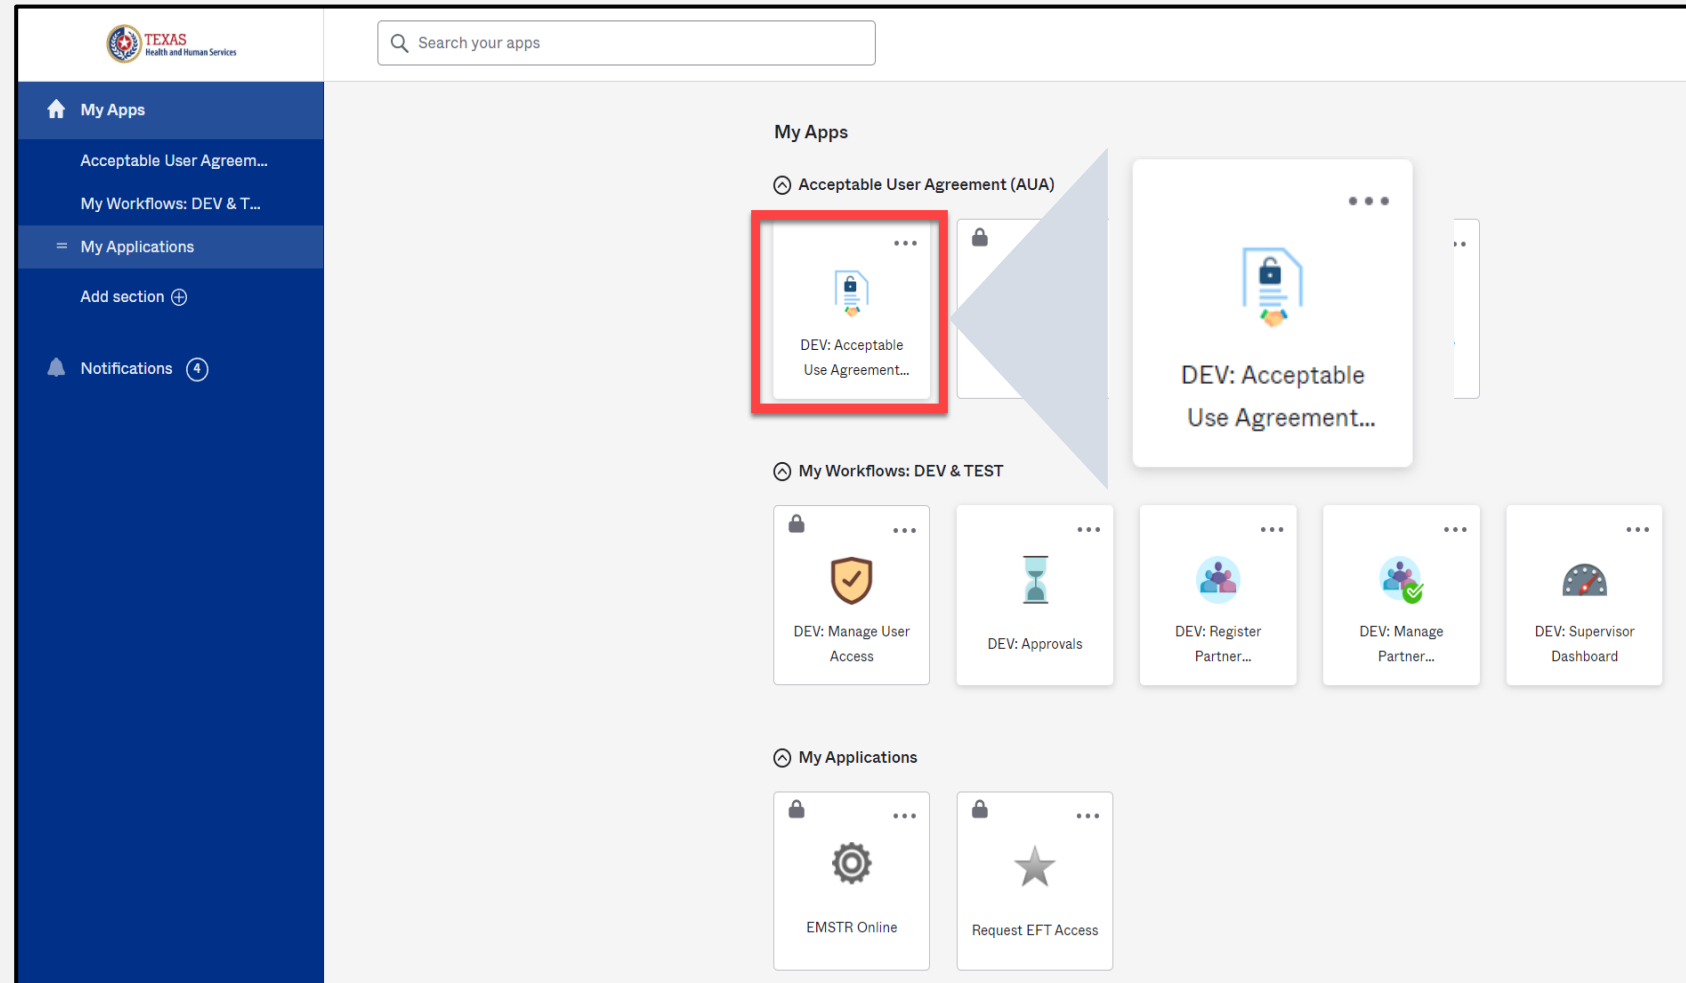 TEXAS
Health and Human Services
Search your apps
My Apps
Acceptable User Agreem...
My Workflows: DEV & T...
My Applications
Add section
Notifications 4
My Apps
Acceptable User Agreement (AUA)
DEV: Acceptable
Use Agreement...
DEV: Acceptable
Use Agreement...
My Workflows: DEV & TEST
DEV: Manage User
Access
DEV: Approvals
DEV: Register
Partner...
DEV: Manage
Partner...
DEV: Supervisor
Dashboard
My Applications
EMSTR Online
Request EFT Access